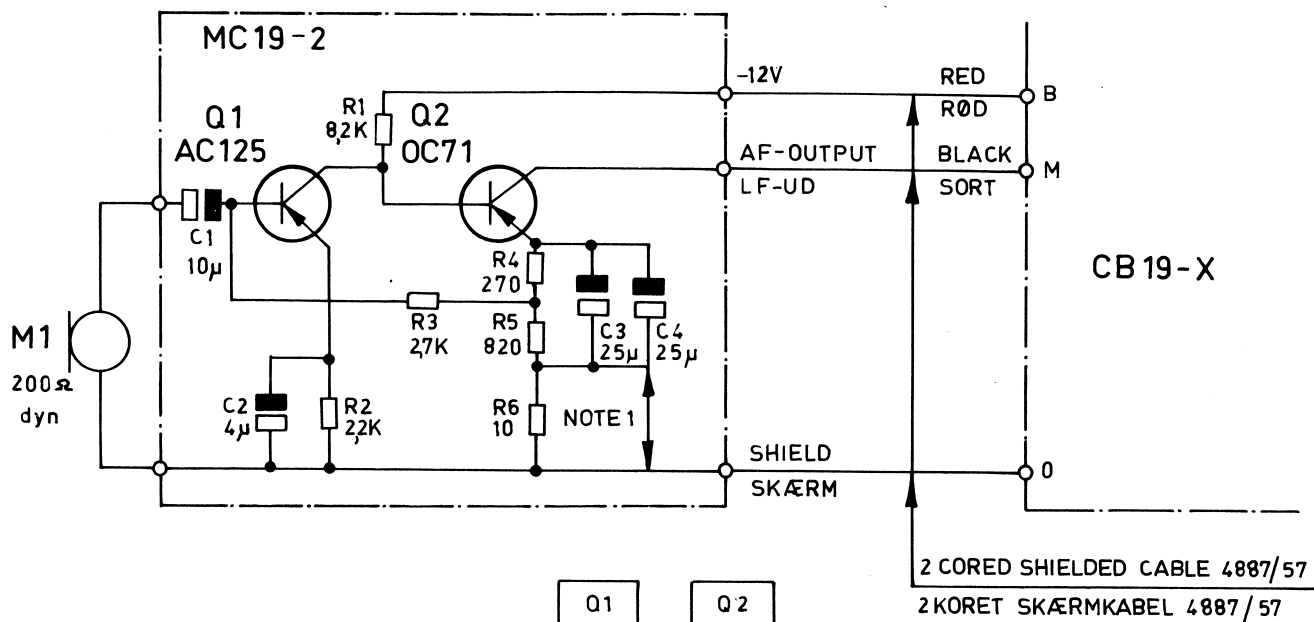 MC19-2
-12V
RED
RØD
B
Q1
AC125
R1
8,2K
Q2
OC71
AF-OUTPUT
LF-UD
BLACK
SORT
M
C1
10μ
R4
270
CB19-X
M1
200Ω
dyn
R3
2,7K
R5
820
C3
25μ
C4
25μ
C2
4μ
R2
2,2K
R6
10
NOTE 1
SHIELD
SKÆRM
0
2 CORED SHIELDED CABLE 4887/57
2 KORET SKÆRMKABEL 4887/57
Q1
Q2